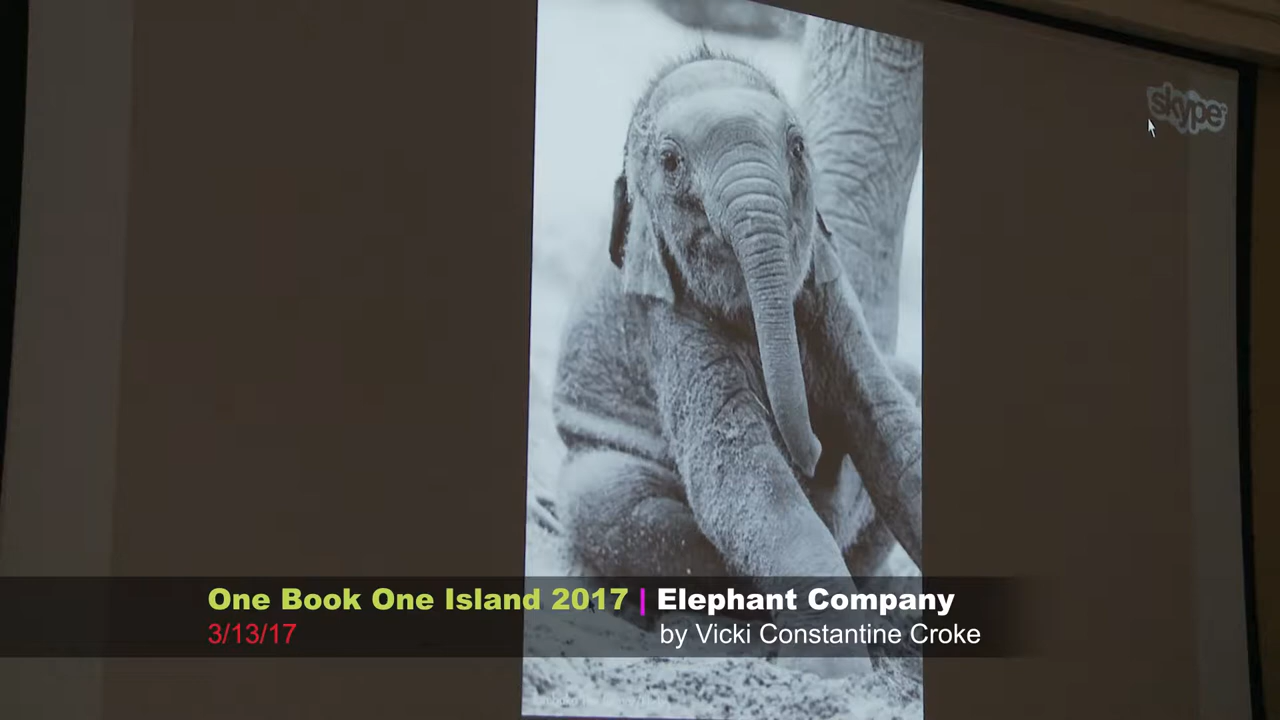 skype
One Book One Island 2017 | Elephant Company
3/13/17
by Vicki Constantine Croke